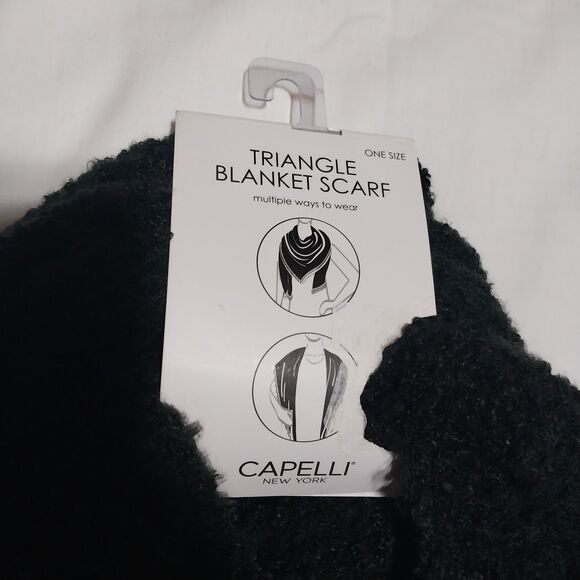 ONE SIZE
TRIANGLE
BLANKET SCARF
multiple ways to wear
CAPELLI®
NEW YORK